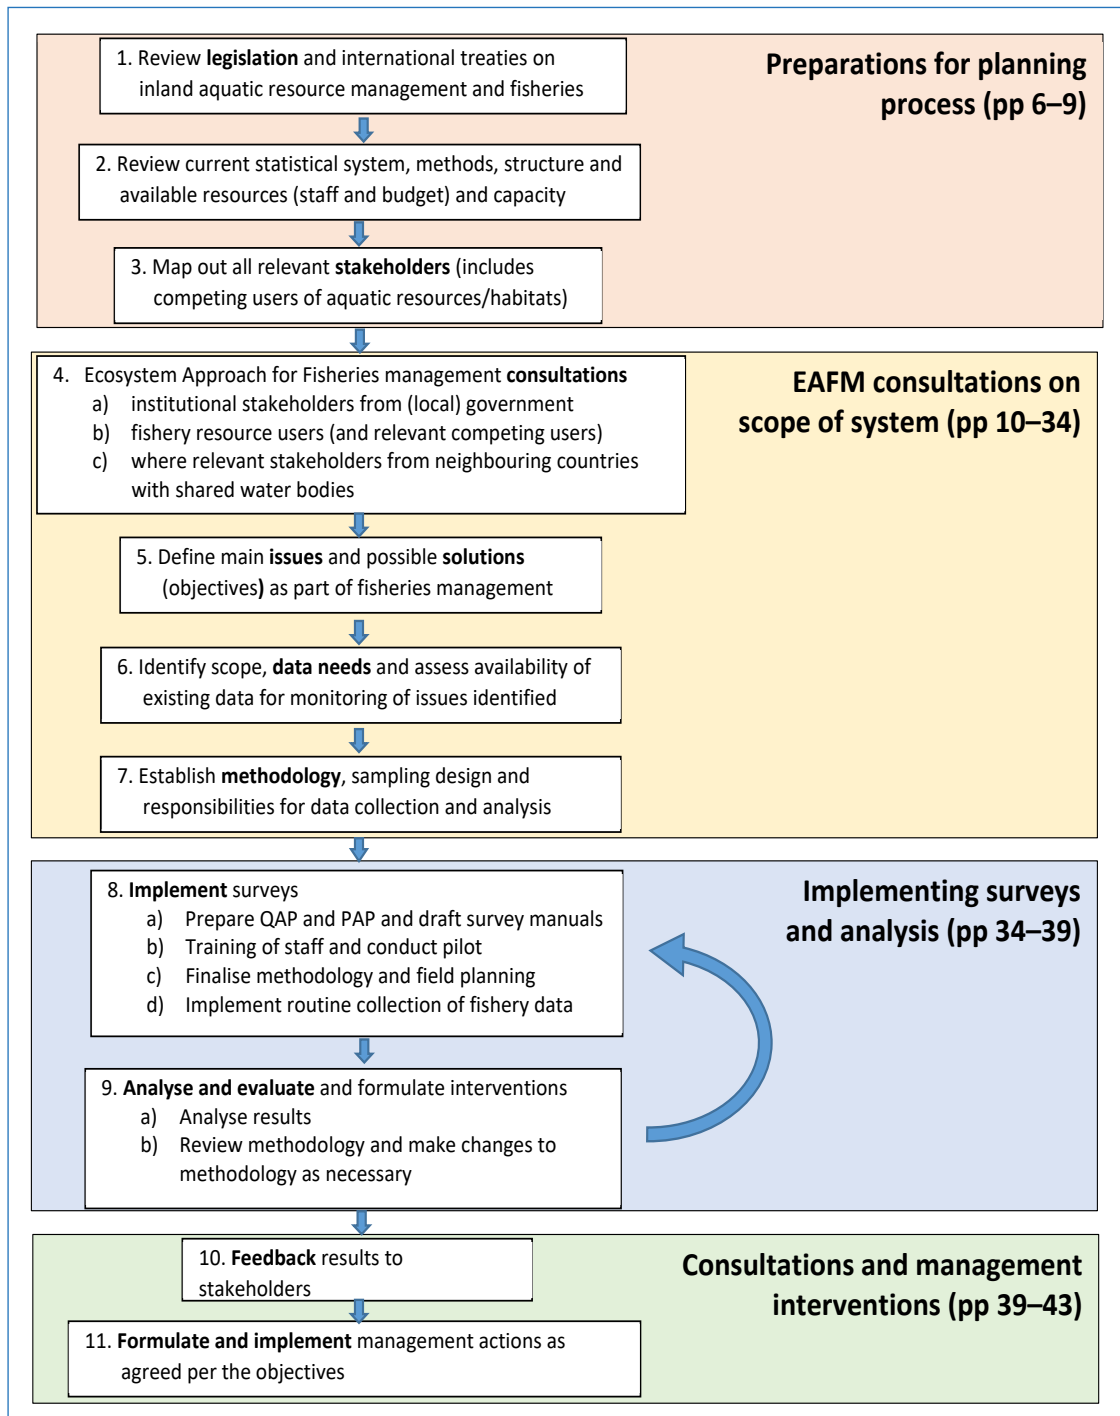 Preparations for planning
process (pp 6–9)
1. Review legislation and international treaties on
inland aquatic resource management and fisheries
2. Review current statistical system, methods, structure and
available resources (staff and budget) and capacity
3. Map out all relevant stakeholders (includes
competing users of aquatic resources/habitats)
EAFM consultations on
scope of system (pp 10–34)
4. Ecosystem Approach for Fisheries management consultations
a) institutional stakeholders from (local) government
b) fishery resource users (and relevant competing users)
c) where relevant stakeholders from neighbouring countries
with shared water bodies
5. Define main issues and possible solutions
(objectives) as part of fisheries management
6. Identify scope, data needs and assess availability of
existing data for monitoring of issues identified
7. Establish methodology, sampling design and
responsibilities for data collection and analysis
Implementing surveys
and analysis (pp 34–39)
8. Implement surveys
a) Prepare QAP and PAP and draft survey manuals
b) Training of staff and conduct pilot
c) Finalise methodology and field planning
d) Implement routine collection of fishery data
9. Analyse and evaluate and formulate interventions
a) Analyse results
b) Review methodology and make changes to
methodology as necessary
Consultations and management
interventions (pp 39–43)
10. Feedback results to
stakeholders
11. Formulate and implement management actions as
agreed per the objectives